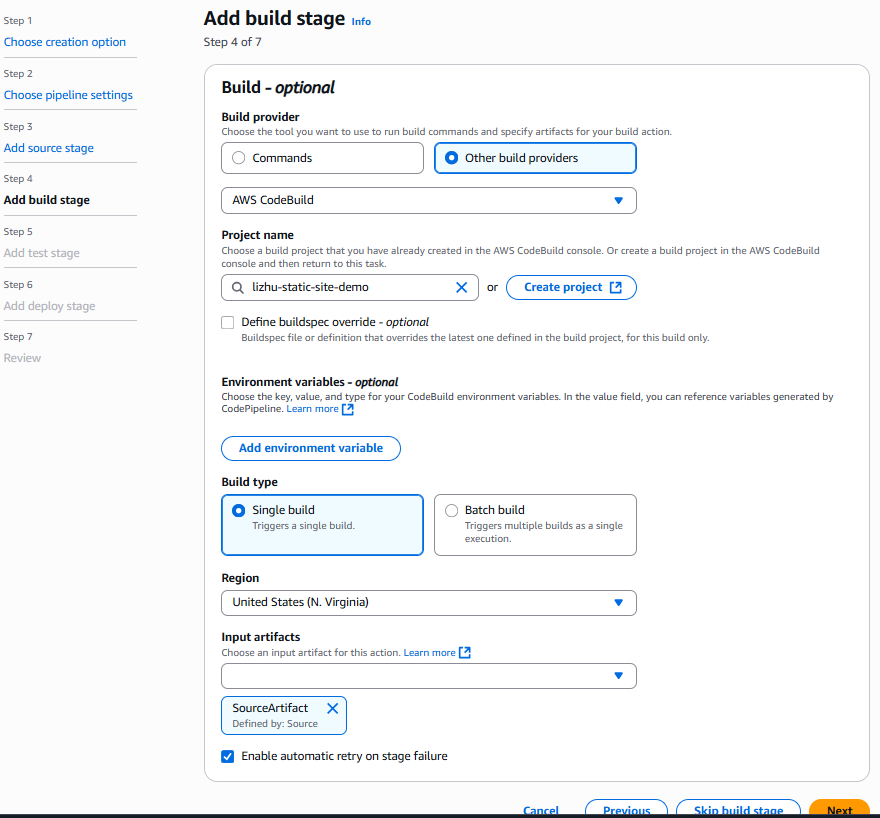 Step 1
Choose creation option
Step 2
Choose pipeline settings
Step 3
Add source stage
Step 4
Add build stage
Step 5
Add test stage
Step 6
Add deploy stage
Step 7
Review
Add build stage Info
Step 4 of 7
Build - optional
Build provider
Choose the tool you want to use to run build commands and specify artifacts for your build action.
Commands
Other build providers
AWS CodeBuild
Project name
Choose a build project that you have already created in the AWS CodeBuild console. Or create a build project in the AWS CodeBuild
console and then return to this task.
lizhu-static-site-demo
or
Create project
Define buildspec override - optional
Buildspec file or definition that overrides the latest one defined in the build project, for this build only.
Environment variables - optional
Choose the key, value, and type for your CodeBuild environment variables. In the value field, you can reference variables generated by
CodePipeline. Learn more
Add environment variable
Build type
Single build
Triggers a single build.
Batch build
Triggers multiple builds as a single
execution.
Region
United States (N. Virginia)
Input artifacts
Choose an input artifact for this action. Learn more
SourceArtifact
Defined by: Source
Enable automatic retry on stage failure
Cancel
Previous
Skip build stage
Next